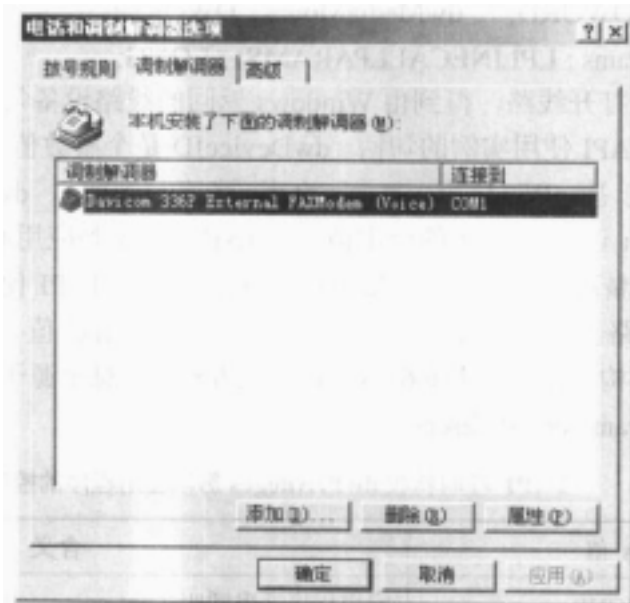 电话和调制解调器选项 ? ×
拨号规则 调制解调器 高级
本机安装了下面的调制解调器(M):
调制解调器 连接到
Davicom 336P External FAXModem (Voice) COM1
添加(D)... 删除(R) 属性(P)
确定 取消 应用(A)